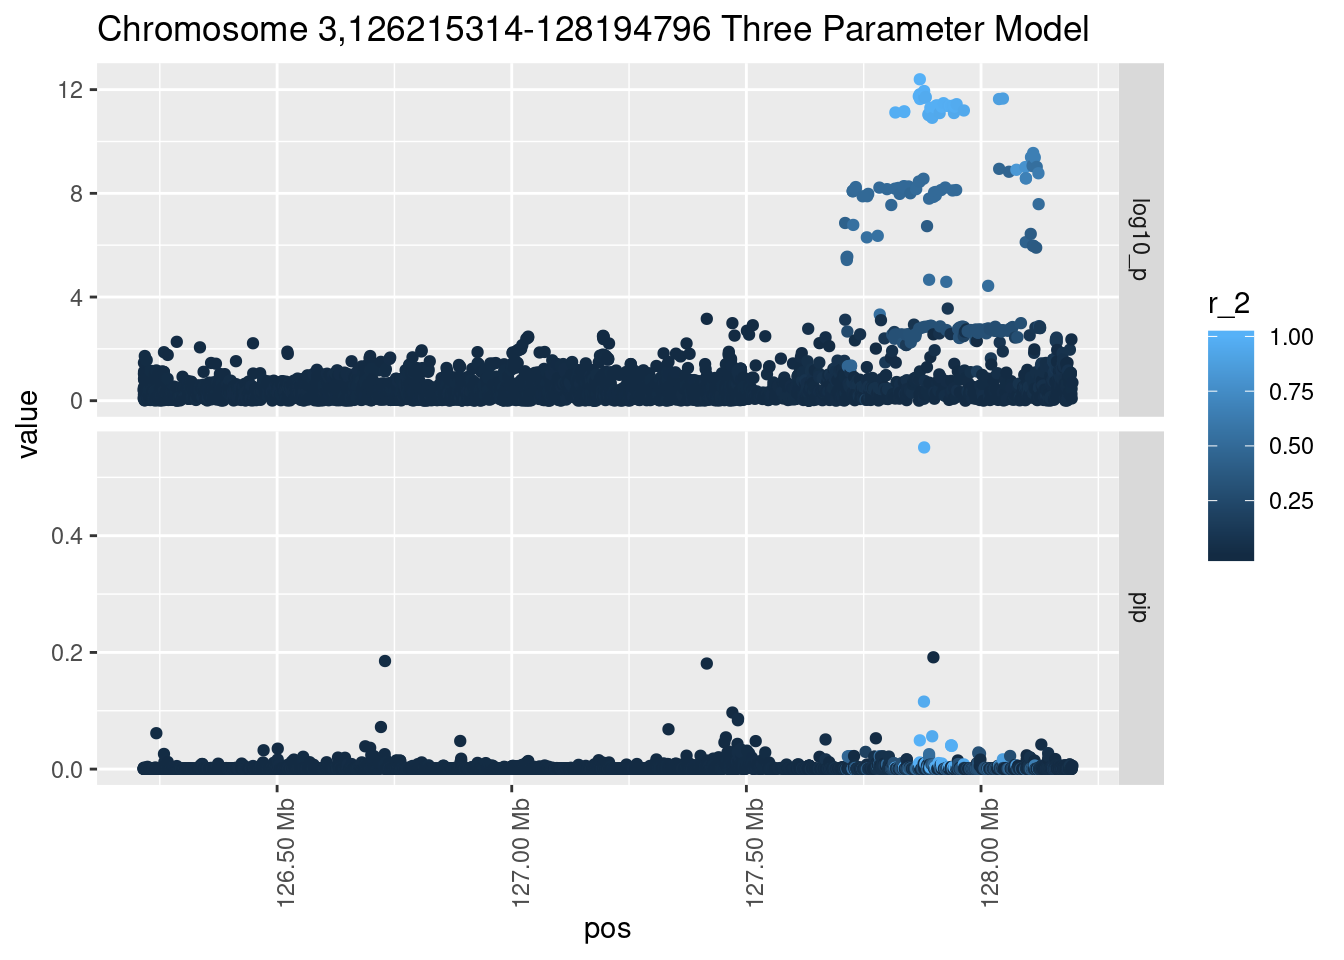 Chromosome 3,126215314-128194796 Three Parameter Model
12
8
4
0
log10_p
value
0.4
0.2
0.0
pip
126.50 Mb
127.00 Mb
127.50 Mb
128.00 Mb
pos
r_2
1.00
0.75
0.50
0.25